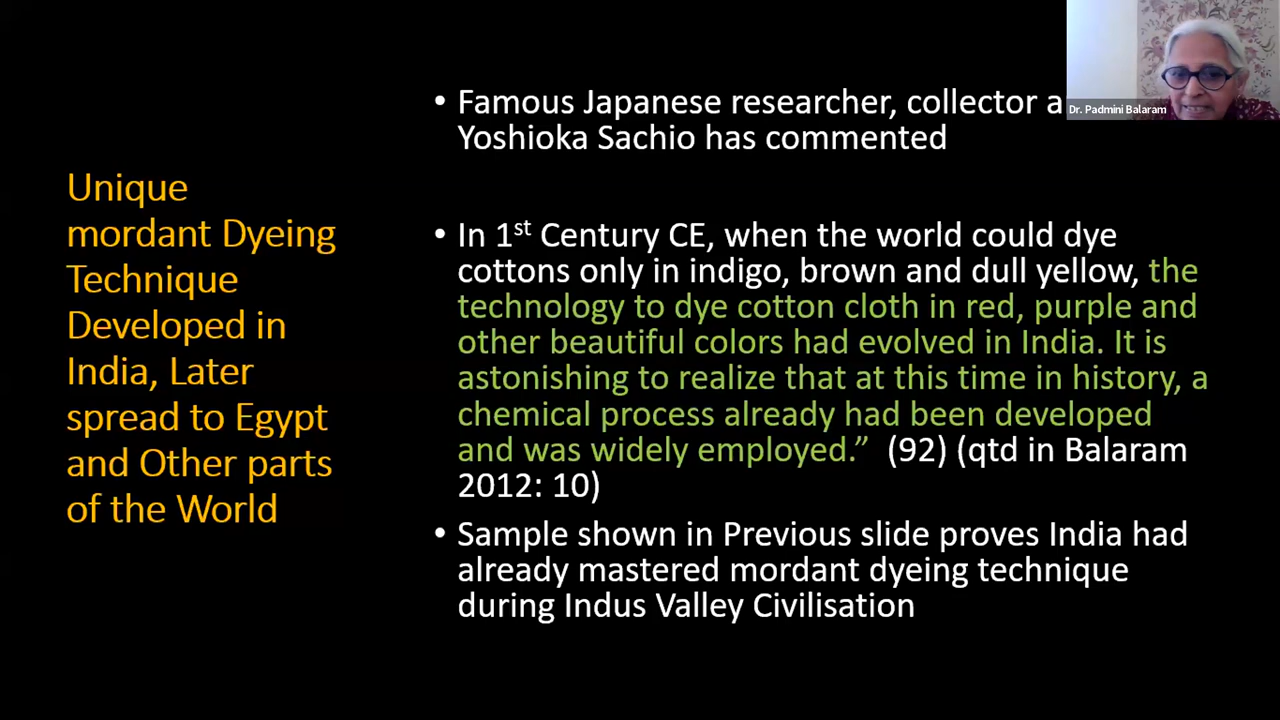 Unique
mordant Dyeing
Technique
Developed in
India, Later
spread to Egypt
and Other parts
of the World
• Famous Japanese researcher, collector a
Yoshioka Sachio has commented
• In 1st Century CE, when the world could dye
cottons only in indigo, brown and dull yellow, the
technology to dye cotton cloth in red, purple and
other beautiful colors had evolved in India. It is
astonishing to realize that at this time in history, a
chemical process already had been developed
and was widely employed.” (92) (qtd in Balaram
2012: 10)
• Sample shown in Previous slide proves India had
already mastered mordant dyeing technique
during Indus Valley Civilisation
Dr. Padmini Balaram